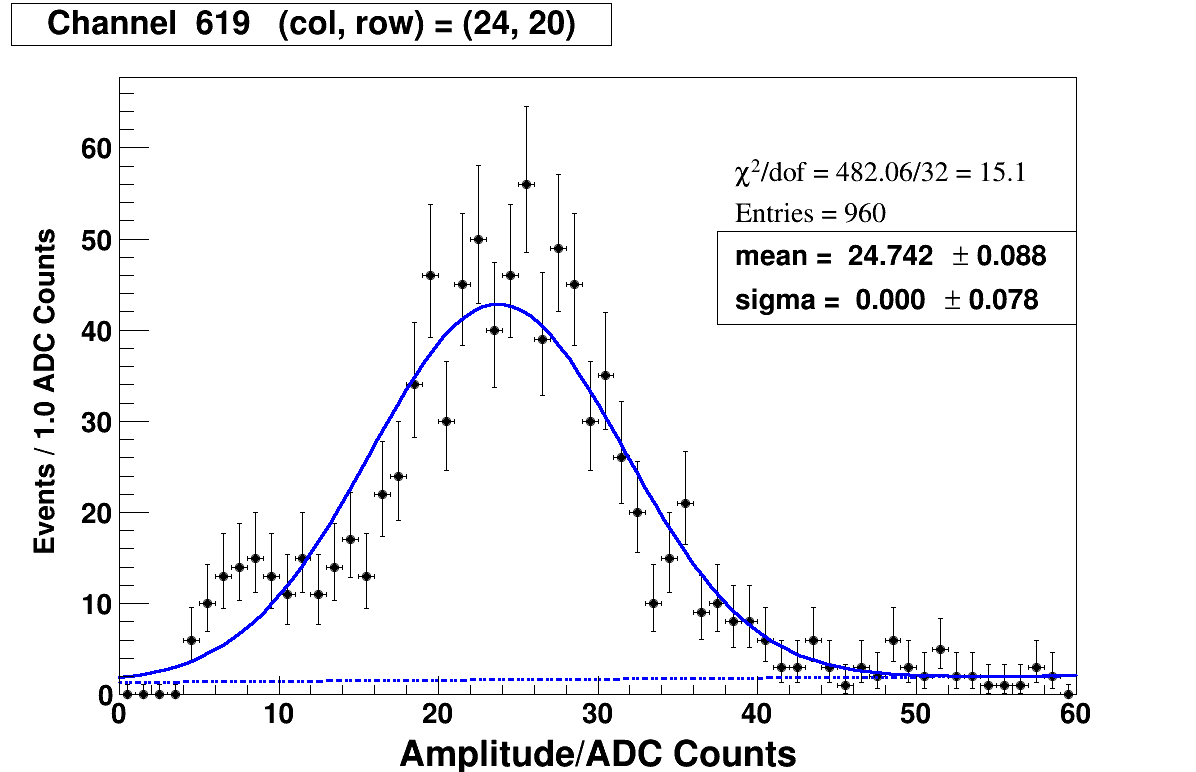 Channel 619 (col, row) = (24, 20)
χ²/dof = 482.06/32 = 15.1
Entries = 960
mean = 24.742 ± 0.088
sigma = 0.000 ± 0.078
Events / 1.0 ADC Counts
60
50
40
30
20
10
0
0 10 20 30 40 50 60
Amplitude/ADC Counts